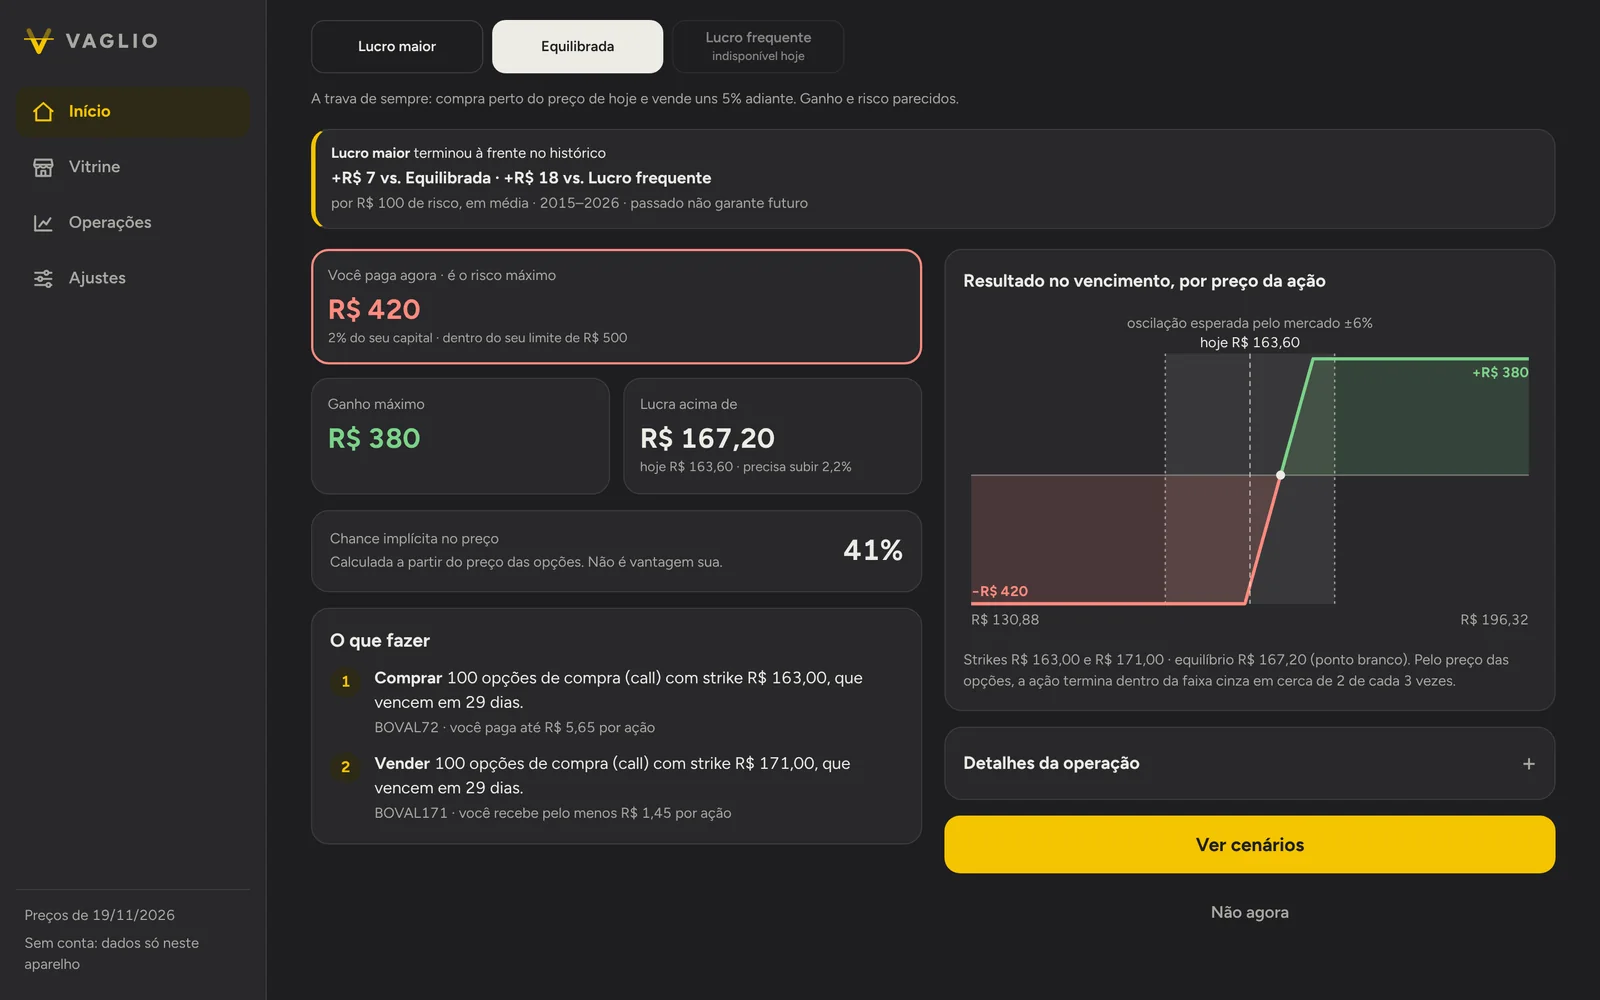 VAGLIO
Início
Vitrine
Operações
Ajustes
Preços de 19/11/2026
Sem conta: dados só neste
aparelho
Lucro maior
Equilibrada
Lucro frequente
indisponível hoje
A trava de sempre: compra perto do preço de hoje e vende uns 5% adiante. Ganho e risco parecidos.
Lucro maior terminou à frente no histórico
+R$ 7 vs. Equilibrada · +R$ 18 vs. Lucro frequente
por R$ 100 de risco, em média · 2015–2026 · passado não garante futuro
Você paga agora · é o risco máximo
R$ 420
2% do seu capital · dentro do seu limite de R$ 500
Ganho máximo
R$ 380
Lucra acima de
R$ 167,20
hoje R$ 163,60 · precisa subir 2,2%
Chance implícita no preço
Calculada a partir do preço das opções. Não é vantagem sua.
41%
O que fazer
1
Comprar 100 opções de compra (call) com strike R$ 163,00, que
vencem em 29 dias.
BOVAL72 · você paga até R$ 5,65 por ação
2
Vender 100 opções de compra (call) com strike R$ 171,00, que
vencem em 29 dias.
BOVAL171 · você recebe pelo menos R$ 1,45 por ação
Resultado no vencimento, por preço da ação
oscilação esperada pelo mercado ±6%
hoje R$ 163,60
+R$ 380
−R$ 420
R$ 130,88
R$ 196,32
Strikes R$ 163,00 e R$ 171,00 · equilíbrio R$ 167,20 (ponto branco). Pelo preço das
opções, a ação termina dentro da faixa cinza em cerca de 2 de cada 3 vezes.
Detalhes da operação
+
Ver cenários
Não agora